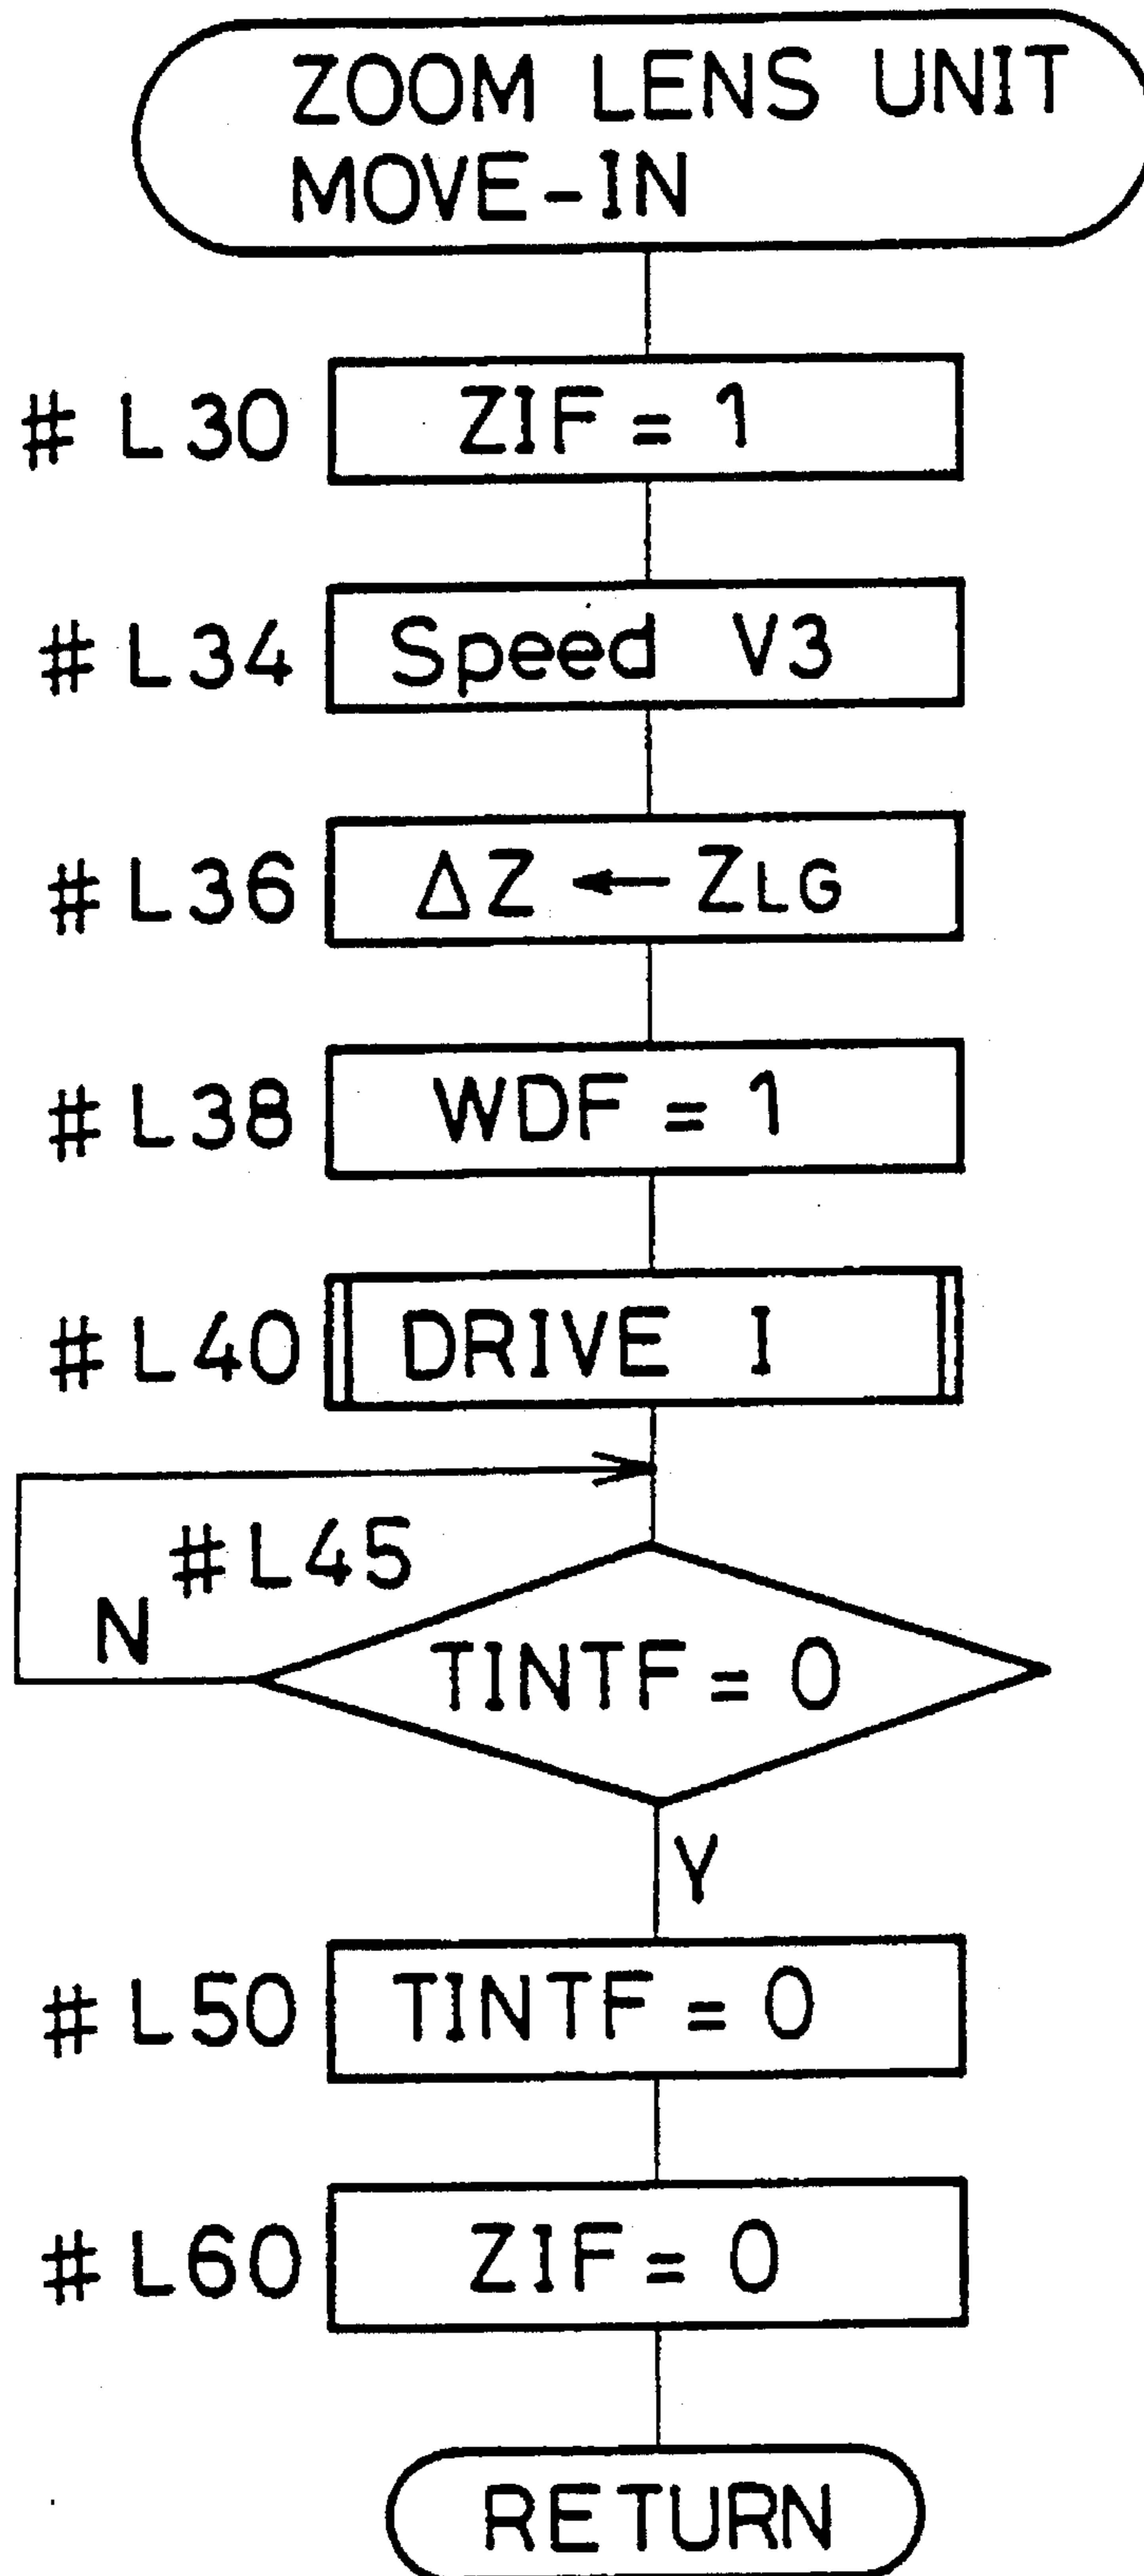 ZOOM LENS UNIT
MOVE-IN
# L30 ZIF = 1
# L34 Speed V3
# L36 ΔZ ← ZLG
# L38 WDF = 1
# L40 DRIVE I
# L45
N
TINTF = 0
Y
# L50 TINTF = 0
# L60 ZIF = 0
RETURN